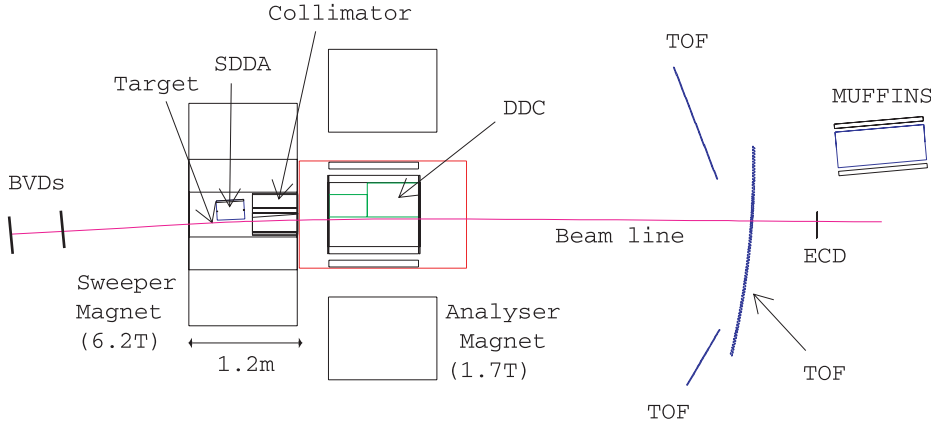 Collimator
SDDA
Target
TOF
MUFFINS
DDC
BVDs
Beam line
ECD
Sweeper
Magnet
(6.2T)
1.2m
Analyser
Magnet
(1.7T)
TOF
TOF